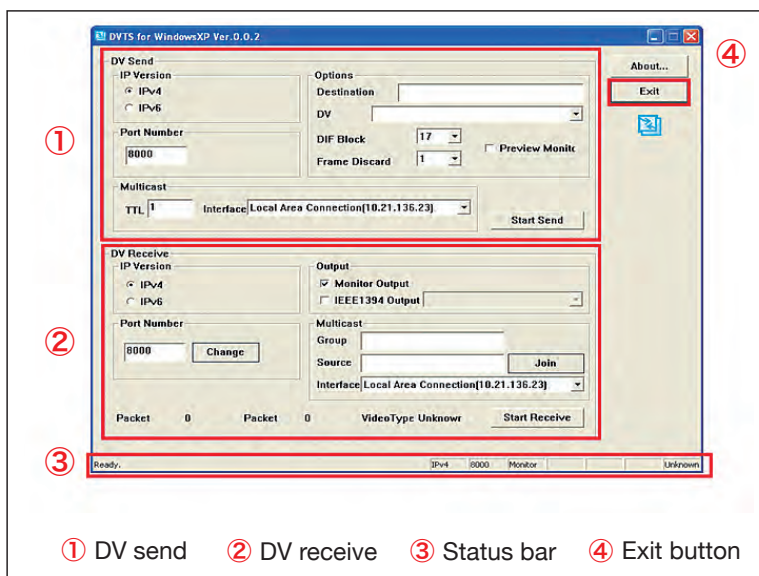 DVTS for WindowsXP Ver.0.0.2
DV Send
IP Version
IPv4
IPv6
Port Number
8000
Options
Destination
DV
DIF Block 17
Frame Discard 1
Preview Monitc
Multicast
TTL 1 Interface Local Area Connection(10.21.136.23)
Start Send
①
DV Receive
IP Version
IPv4
IPv6
Port Number
8000 Change
Output
Monitor Output
IEEE1394 Output
Multicast
Group
Source Join
Interface Local Area Connection(10.21.136.23)
Packet 0 Packet 0 VideoType Unknowr Start Receive
②
③
Ready. IPv4 8000 Monitor Unknown
④
About...
Exit
① DV send ② DV receive ③ Status bar ④ Exit button